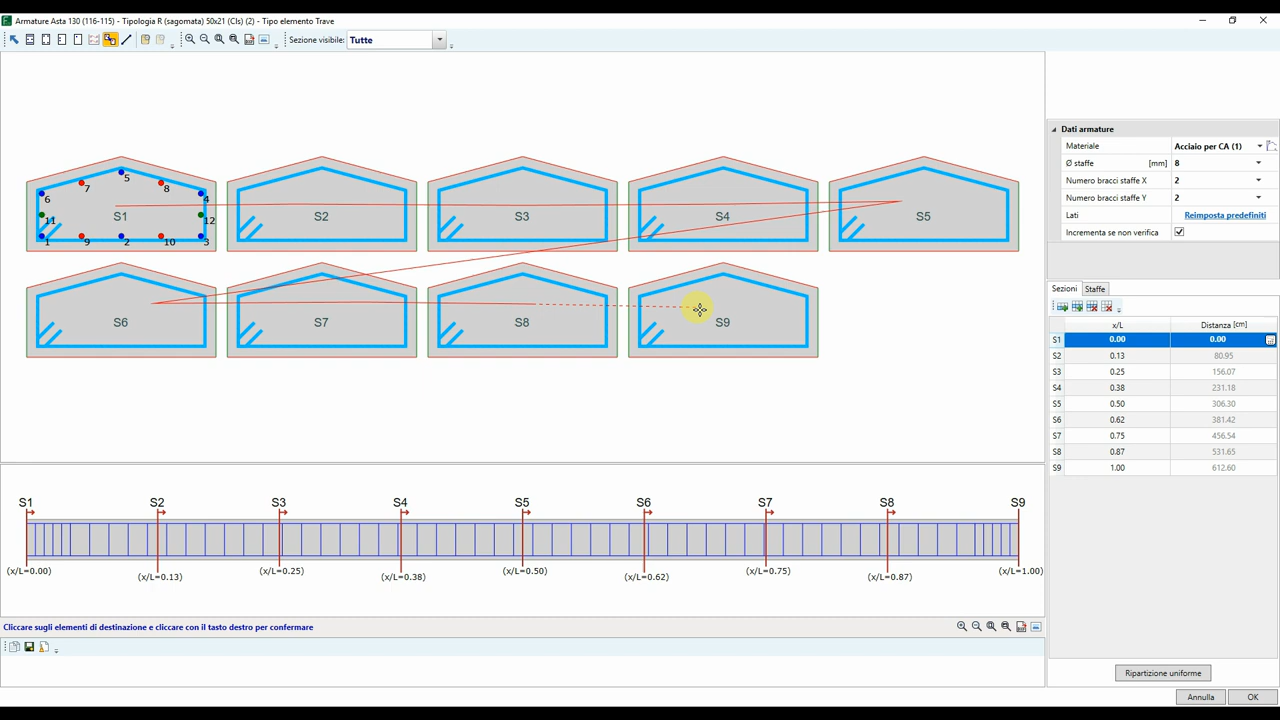 Armature Asta 130 (116-115) - Tipologia R (sagomata) 50x21 (Cls) (2) - Tipo elemento Trave
Sezione visibile: Tutte
Dati armature
Materiale Acciaio per CA (1)
Ø staffe [mm] 8
Numero bracci staffe X 2
Numero bracci staffe Y 2
Lati Reimposta predefiniti
Incrementa se non verifica
5
7 8
6 4
11 S1 12 S2 S3 S4 S5
1 9 2 10 3
S6 S7 S8 S9
Sezioni Staffe
x/L Distanza [cm]
S1 0.00 0.00
S2 0.13 80.95
S3 0.25 156.07
S4 0.38 231.18
S5 0.50 306.30
S6 0.62 381.42
S7 0.75 456.54
S8 0.87 531.65
S9 1.00 612.60
S1 S2 S3 S4 S5 S6 S7 S8 S9
(x/L=0.00) (x/L=0.13) (x/L=0.25) (x/L=0.38) (x/L=0.50) (x/L=0.62) (x/L=0.75) (x/L=0.87) (x/L=1.00)
Cliccare sugli elementi di destinazione e cliccare con il tasto destro per confermare
Ripartizione uniforme
Annulla OK